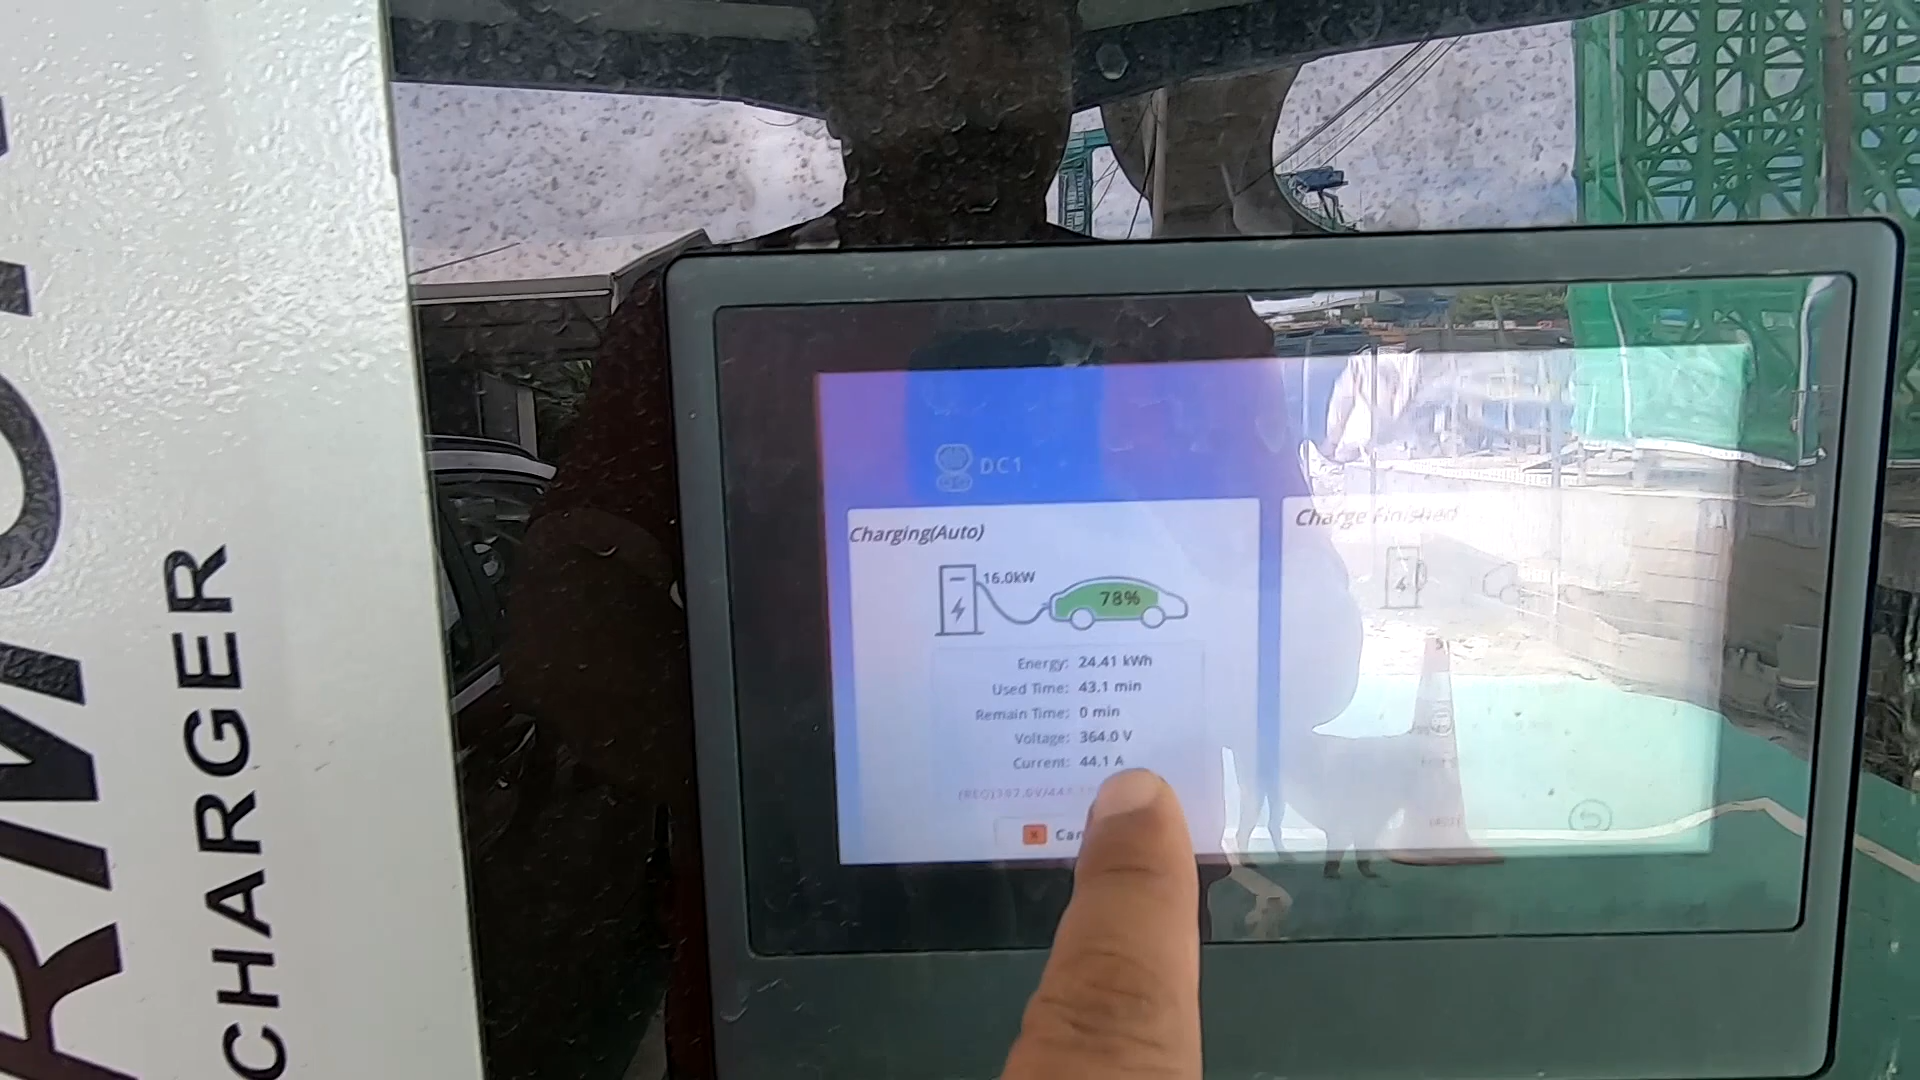 CHARGER
DC1
Charging(Auto)
16.0kW
78%
Energy: 24.41 kWh
Used Time: 43.1 min
Remain Time: 0 min
Voltage: 364.0 V
Current: 44.1 A
Charge Finished